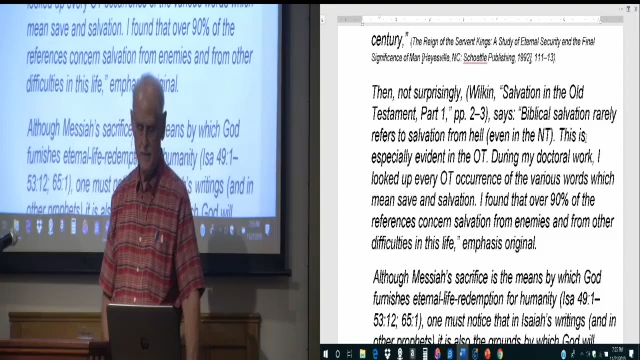 looked up every OT occurrence of the various words which
mean save and salvation. I found that over 90% of the
references concern salvation from enemies and from other
difficulties in this life,” emphasis original.
Although Messiah’s sacrifice is the means by which God
furnishes eternal-life-redemption for humanity (Isa 49:1–
53:12; 65:1), one must notice that in Isaiah's writings (and in
other prophets), it is also the grounds by which God will
century,” (The Reign of the Servant Kings: A Study of Eternal Security and the Final
Significance of Man [Hayesville, NC: Schoettle Publishing, 1992], 111–13).
Then, not surprisingly, (Wilkin, “Salvation in the Old
Testament, Part 1,” pp. 2–3), says: “Biblical salvation rarely
refers to salvation from hell (even in the NT). This is
especially evident in the OT. During my doctoral work, I
looked up every OT occurrence of the various words which
mean save and salvation. I found that over 90% of the
references concern salvation from enemies and from other
difficulties in this life,” emphasis original.
Although Messiah’s sacrifice is the means by which God
furnishes eternal-life-redemption for humanity (Isa 49:1–
53:12; 65:1), one must notice that in Isaiah’s writings (and in
other prophets) it is also the grounds by which God will